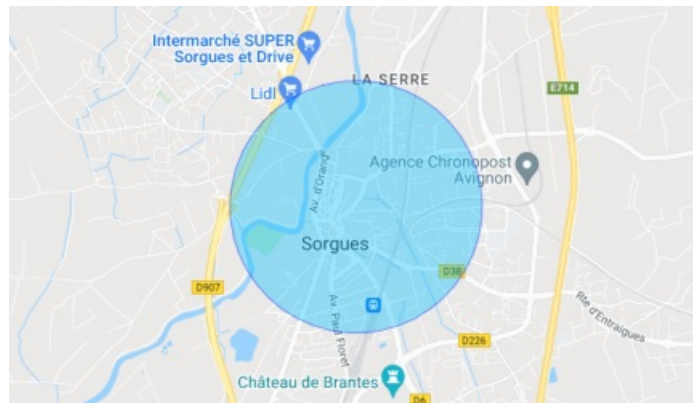 Intermarché SUPER
Sorgues et Drive
LA SERRE
Lidl
E714
Av. d'Orange
Agence Chronopost
Avignon
Sorgues
D38
D907
Av. Paul Floret
Rte d'Entraigues
D226
Château de Brantes
D6